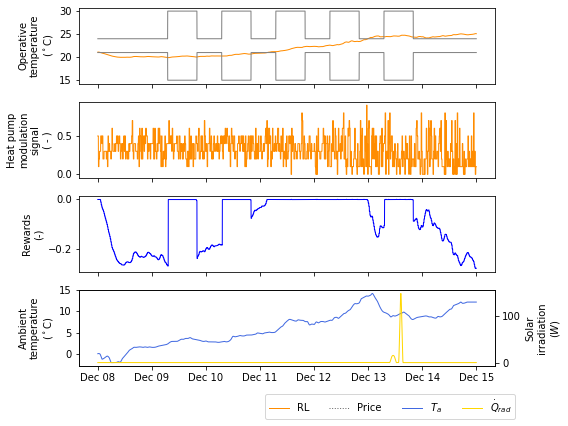 Operative
temperature
(°C)
30
25
20
15
Heat pump
modulation
signal
( - )
0.5
0.0
Rewards
(-)
0.0
−0.2
Ambient
temperature
(°C)
15
10
5
0
100
0
Solar
irradiation
(W)
Dec 08 Dec 09 Dec 10 Dec 11 Dec 12 Dec 13 Dec 14 Dec 15
RL Price Tₐ Q̇rad